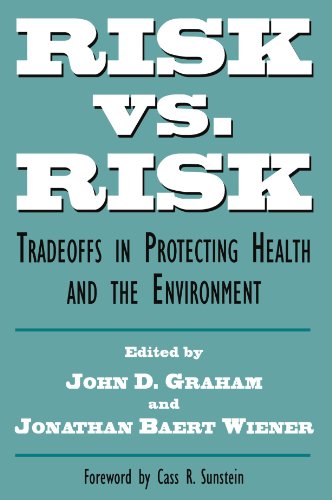 RISK
vs.
RISK
TRADEOFFS IN PROTECTING HEALTH
AND THE ENVIRONMENT
Edited by
JOHN D. GRAHAM
and
JONATHAN BAERT WIENER
Foreword by Cass R. Sunstein